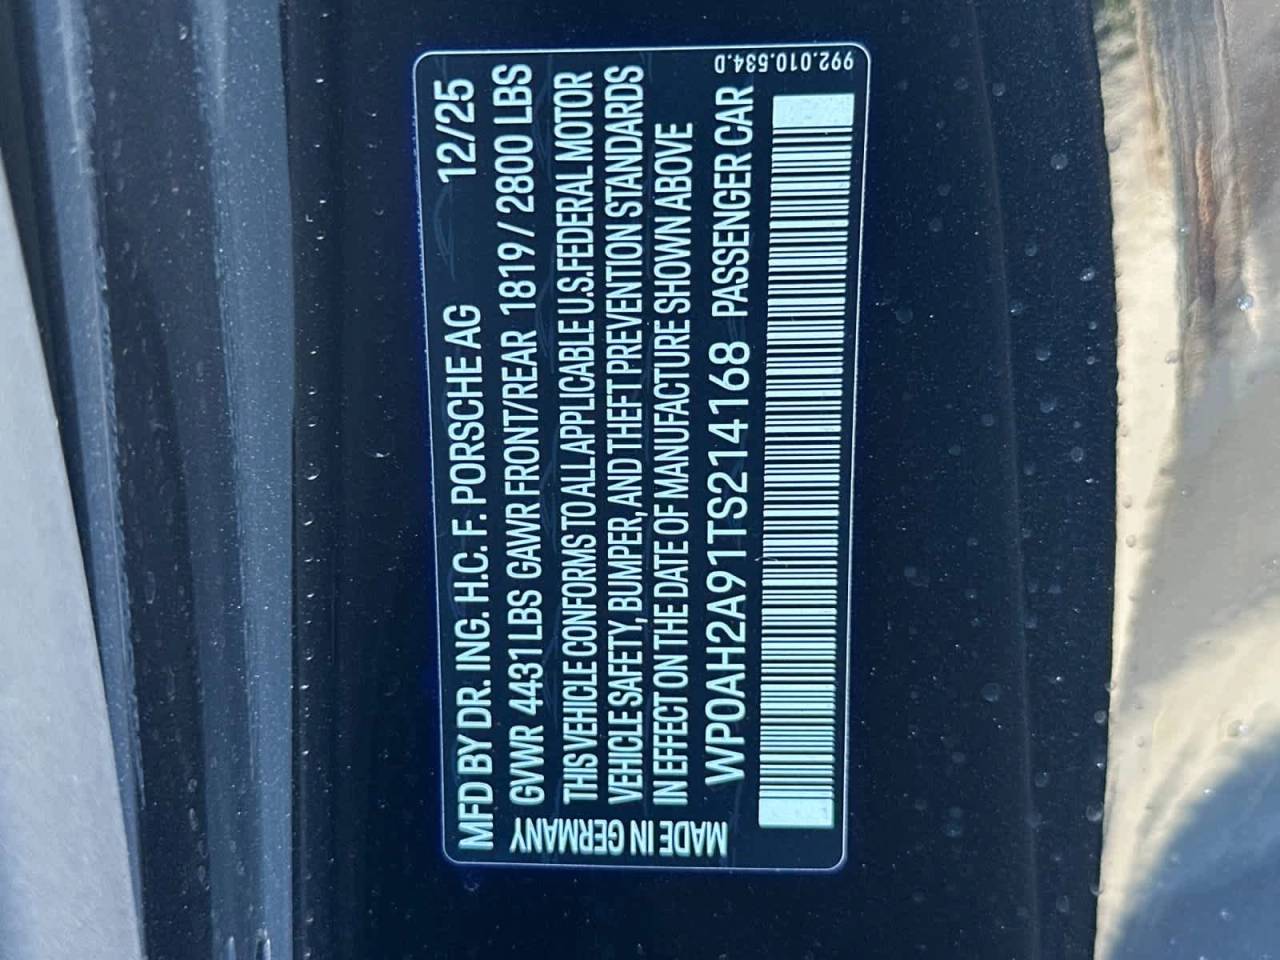 MFD BY DR. ING. H.C. F. PORSCHE AG 12/25
GVWR 4431 LBS GAWR FRONT/REAR 1819 / 2800 LBS
THIS VEHICLE CONFORMS TO ALL APPLICABLE U.S. FEDERAL MOTOR
VEHICLE SAFETY, BUMPER, AND THEFT PREVENTION STANDARDS
IN EFFECT ON THE DATE OF MANUFACTURE SHOWN ABOVE
WP0AH2A91TS214168 PASSENGER CAR
MADE IN GERMANY
992.010.534.D